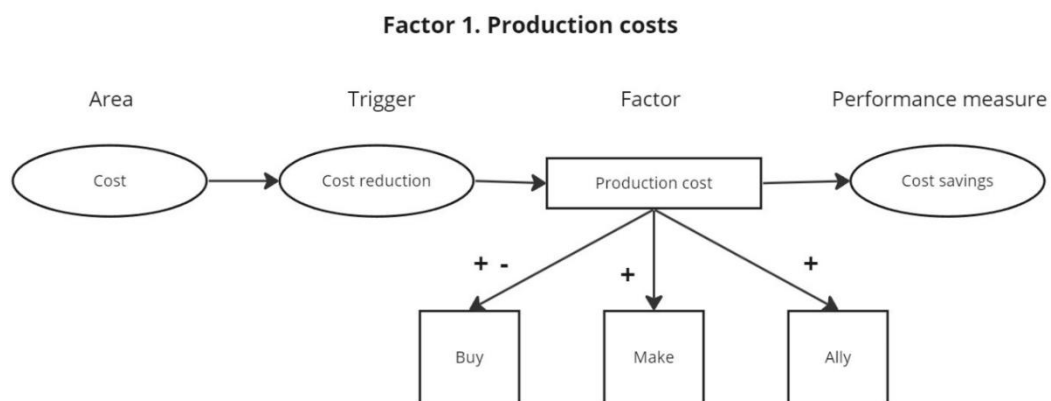 Factor 1. Production costs
Area Trigger Factor Performance measure
Cost Cost reduction Production cost Cost savings
+ - + +
Buy Make Ally